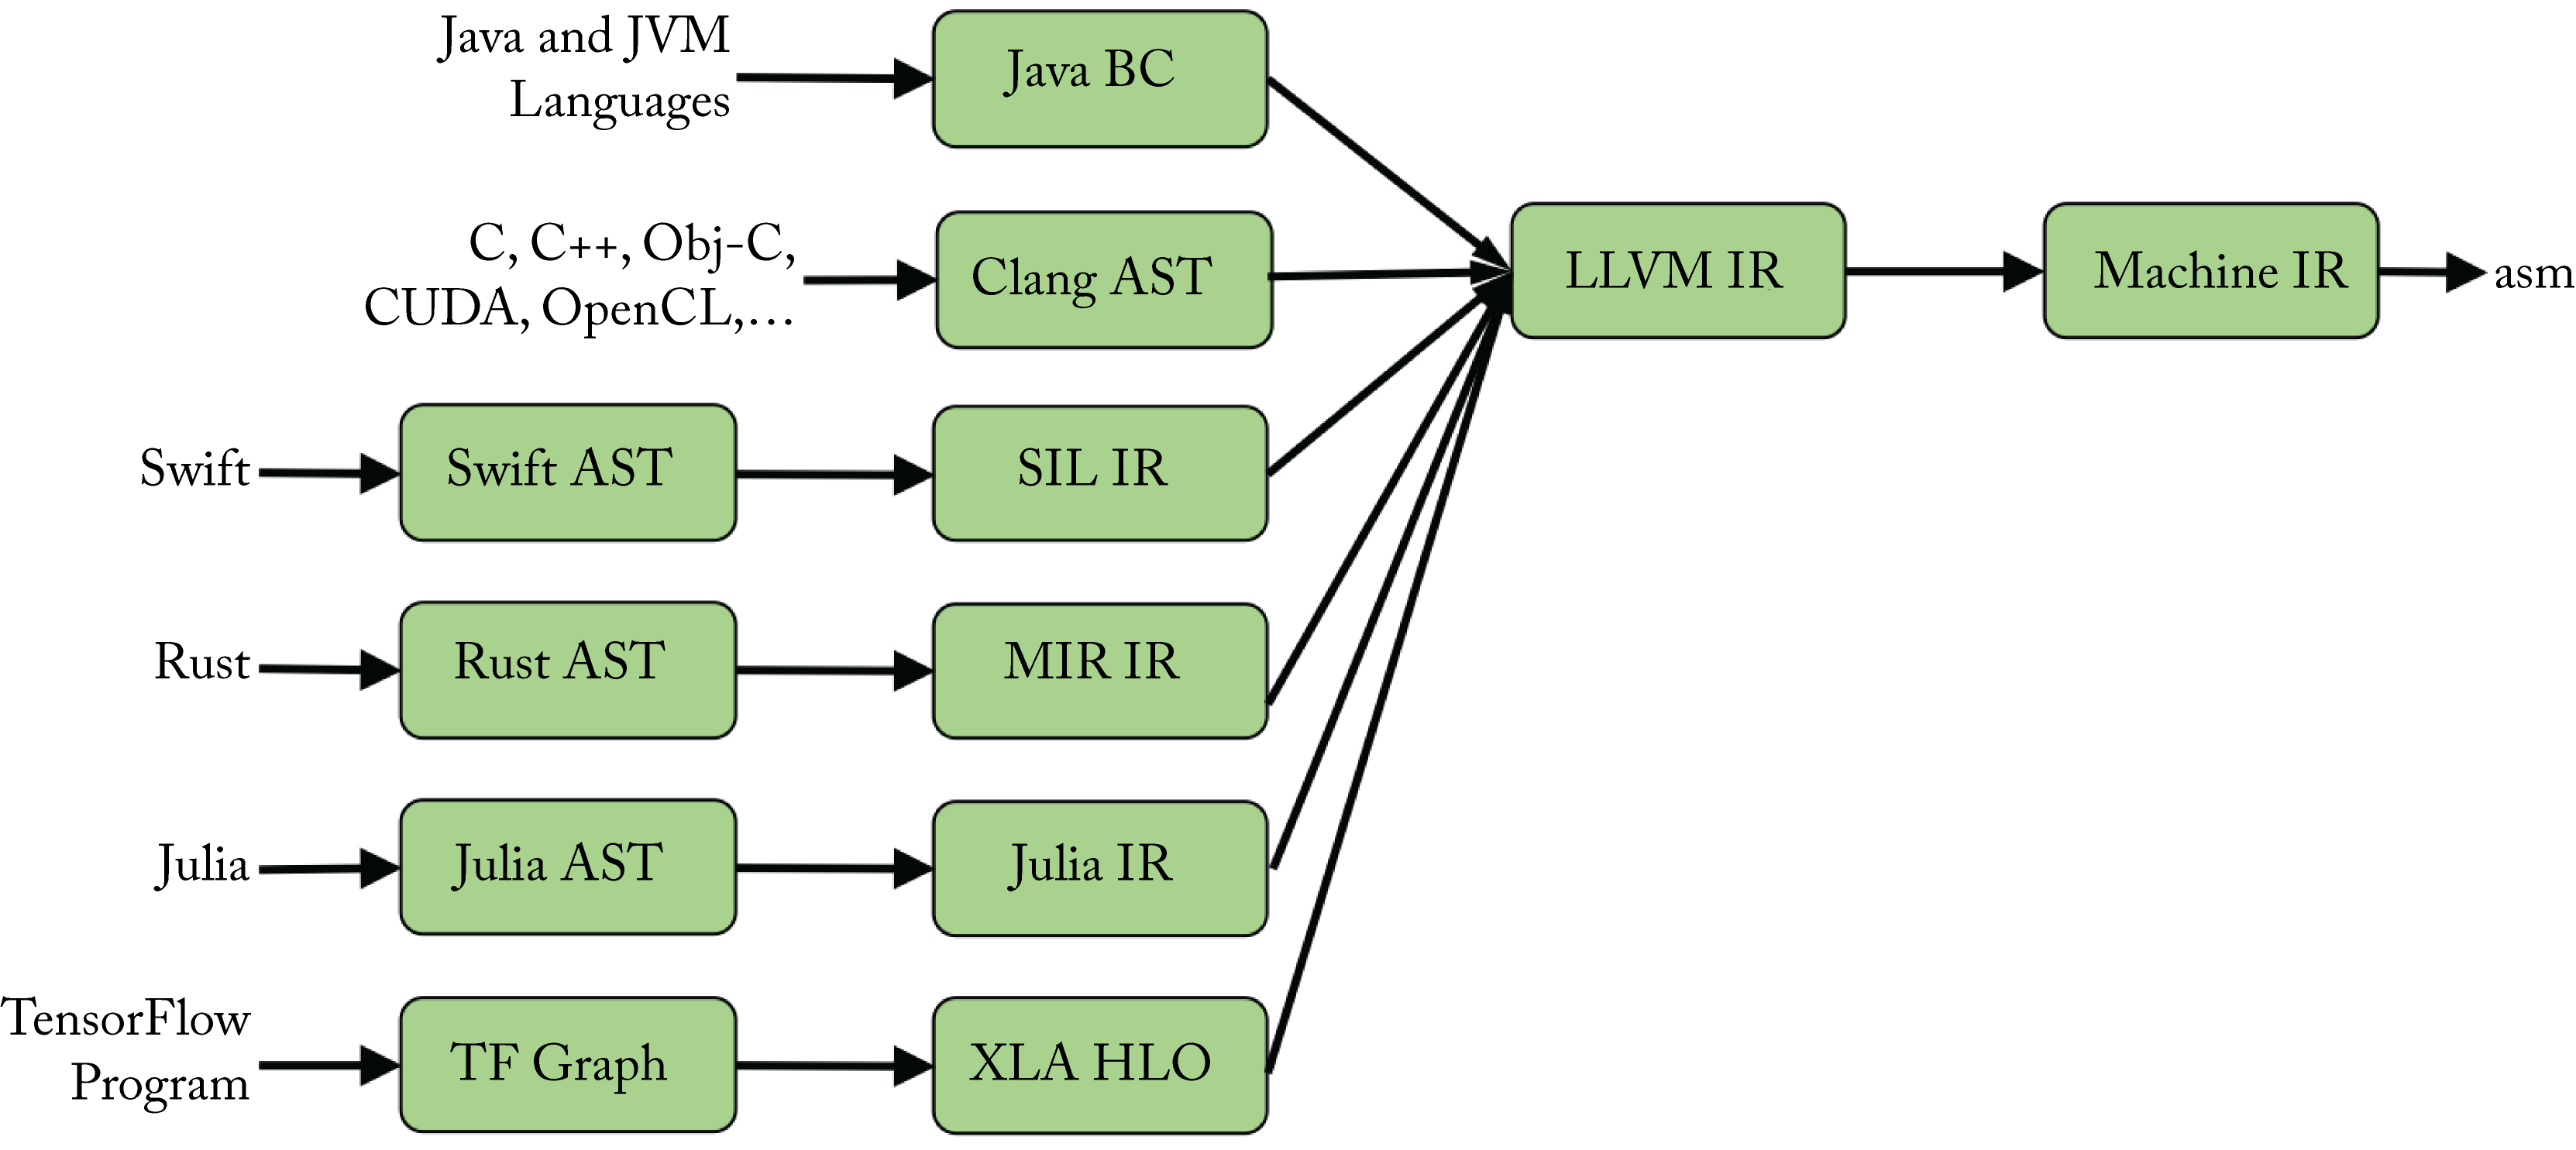 Java and JVM
Languages
Java BC
C, C++, Obj-C,
CUDA, OpenCL,...
Clang AST
LLVM IR
Machine IR
asm
Swift
Swift AST
SIL IR
Rust
Rust AST
MIR IR
Julia
Julia AST
Julia IR
TensorFlow
Program
TF Graph
XLA HLO